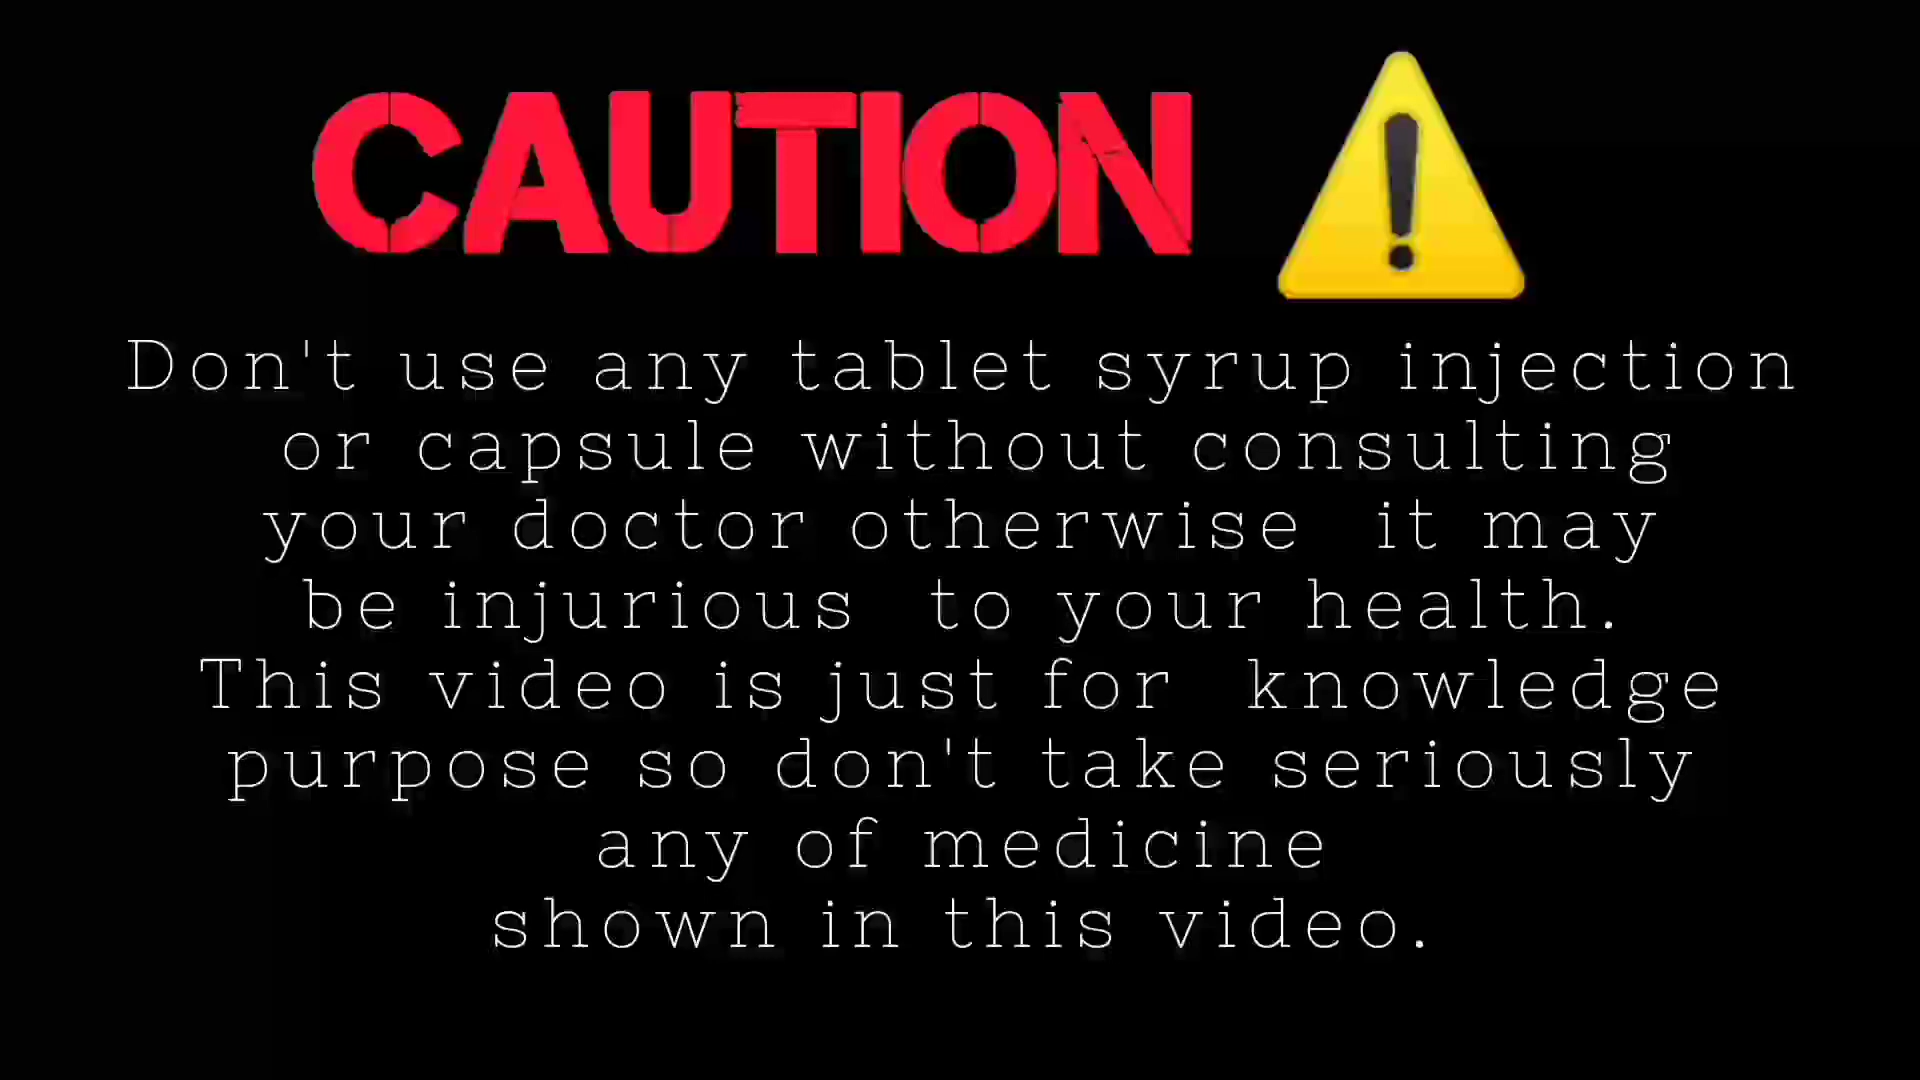 CAUTION
Don't use any tablet syrup injection
or capsule without consulting
your doctor otherwise it may
be injurious to your health.
This video is just for knowledge
purpose so don't take seriously
any of medicine
shown in this video.